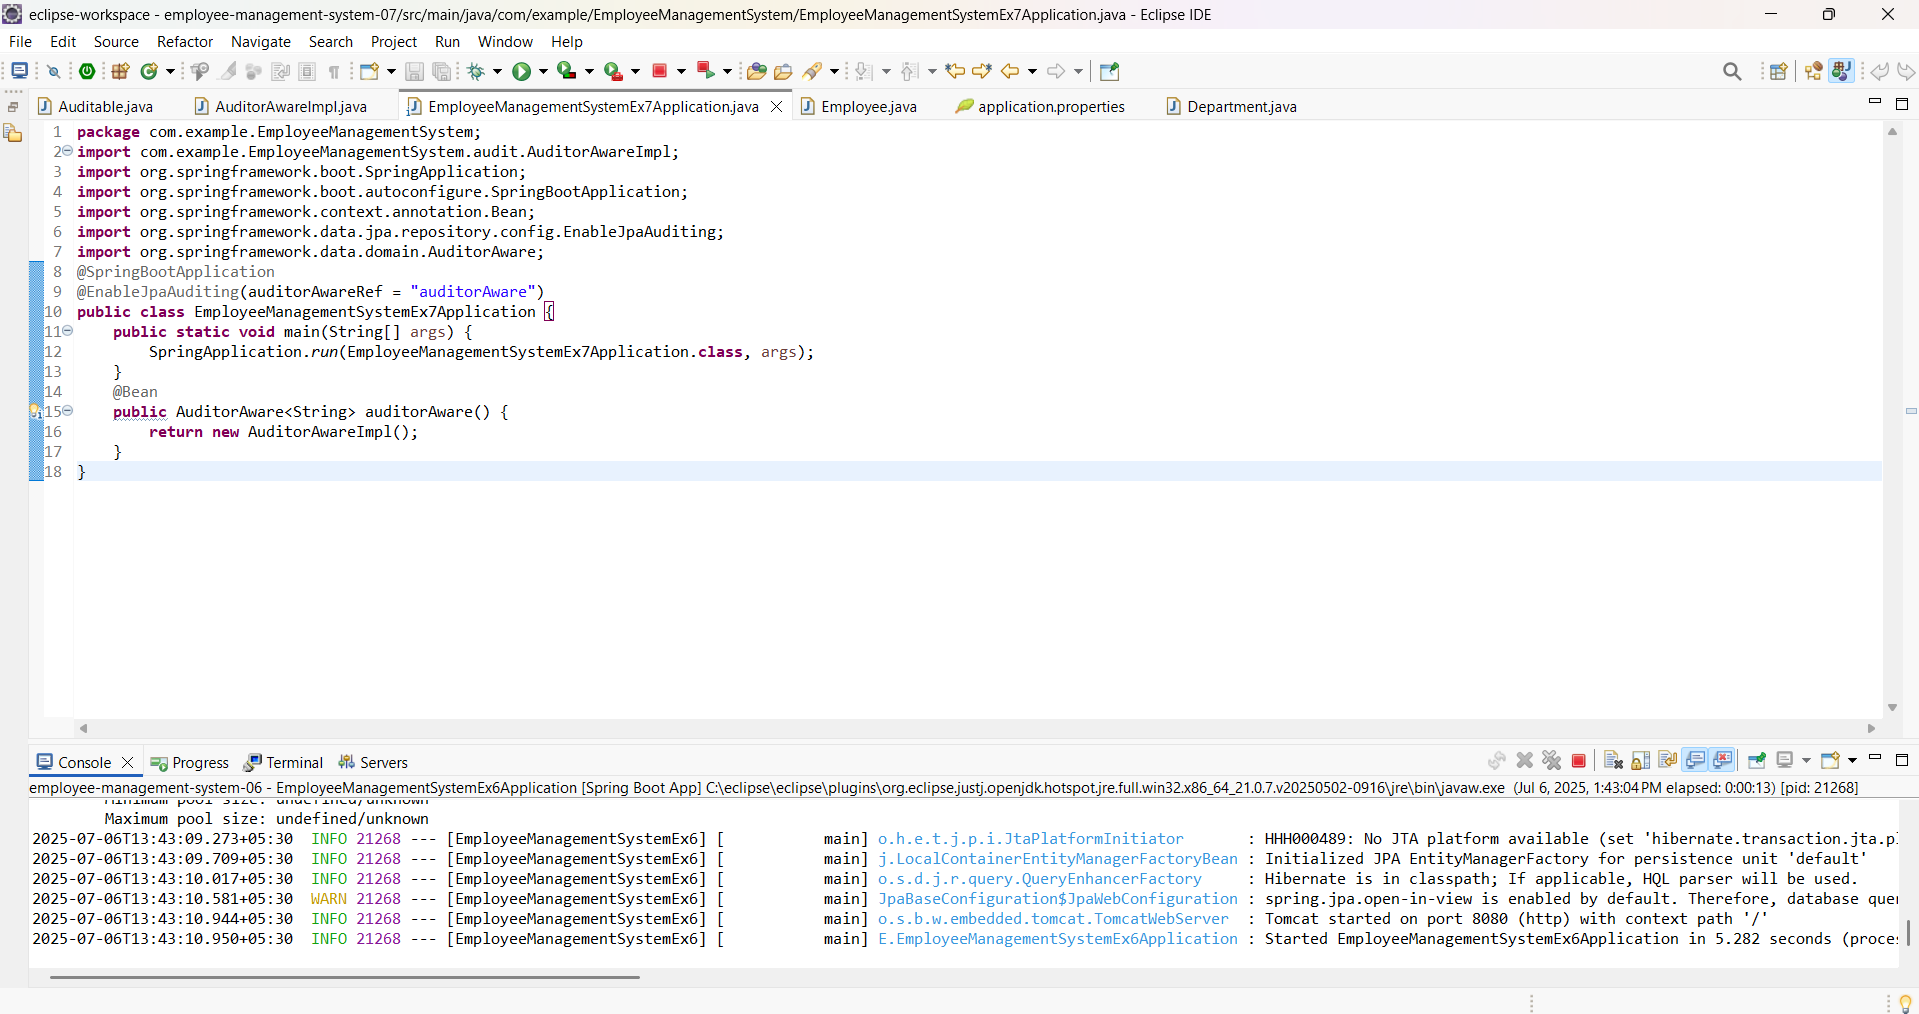 eclipse-workspace - employee-management-system-07/src/main/java/com/example/EmployeeManagementSystem/EmployeeManagementSystemEx7Application.java - Eclipse IDE
File Edit Source Refactor Navigate Search Project Run Window Help
Auditable.java AuditorAwareImpl.java EmployeeManagementSystemEx7Application.java Employee.java application.properties Department.java
1 package com.example.EmployeeManagementSystem;
2 import com.example.EmployeeManagementSystem.audit.AuditorAwareImpl;
3 import org.springframework.boot.SpringApplication;
4 import org.springframework.boot.autoconfigure.SpringBootApplication;
5 import org.springframework.context.annotation.Bean;
6 import org.springframework.data.jpa.repository.config.EnableJpaAuditing;
7 import org.springframework.data.domain.AuditorAware;
8 @SpringBootApplication
9 @EnableJpaAuditing(auditorAwareRef = "auditorAware")
10 public class EmployeeManagementSystemEx7Application {
11 public static void main(String[] args) {
12 SpringApplication.run(EmployeeManagementSystemEx7Application.class, args);
13 }
14 @Bean
15 public AuditorAware<String> auditorAware() {
16 return new AuditorAwareImpl();
17 }
18 }
Console Progress Terminal Servers
employee-management-system-06 - EmployeeManagementSystemEx6Application [Spring Boot App] C:\eclipse\eclipse\plugins\org.eclipse.justj.openjdk.hotspot.jre.full.win32.x86_64_21.0.7.v20250502-0916\jre\bin\javaw.exe (Jul 6, 2025, 1:43:04 PM elapsed: 0:00:13) [pid: 21268]
Minimum pool size: undefined/unknown
Maximum pool size: undefined/unknown
2025-07-06T13:43:09.273+05:30 INFO 21268 --- [EmployeeManagementSystemEx6] [ main] o.h.e.t.j.p.i.JtaPlatformInitiator : HHH000489: No JTA platform available (set 'hibernate.transaction.jta.pl
2025-07-06T13:43:09.709+05:30 INFO 21268 --- [EmployeeManagementSystemEx6] [ main] j.LocalContainerEntityManagerFactoryBean : Initialized JPA EntityManagerFactory for persistence unit 'default'
2025-07-06T13:43:10.017+05:30 INFO 21268 --- [EmployeeManagementSystemEx6] [ main] o.s.d.j.r.query.QueryEnhancerFactory : Hibernate is in classpath; If applicable, HQL parser will be used.
2025-07-06T13:43:10.581+05:30 WARN 21268 --- [EmployeeManagementSystemEx6] [ main] JpaBaseConfiguration$JpaWebConfiguration : spring.jpa.open-in-view is enabled by default. Therefore, database quer
2025-07-06T13:43:10.944+05:30 INFO 21268 --- [EmployeeManagementSystemEx6] [ main] o.s.b.w.embedded.tomcat.TomcatWebServer : Tomcat started on port 8080 (http) with context path '/'
2025-07-06T13:43:10.950+05:30 INFO 21268 --- [EmployeeManagementSystemEx6] [ main] E.EmployeeManagementSystemEx6Application : Started EmployeeManagementSystemEx6Application in 5.282 seconds (proces